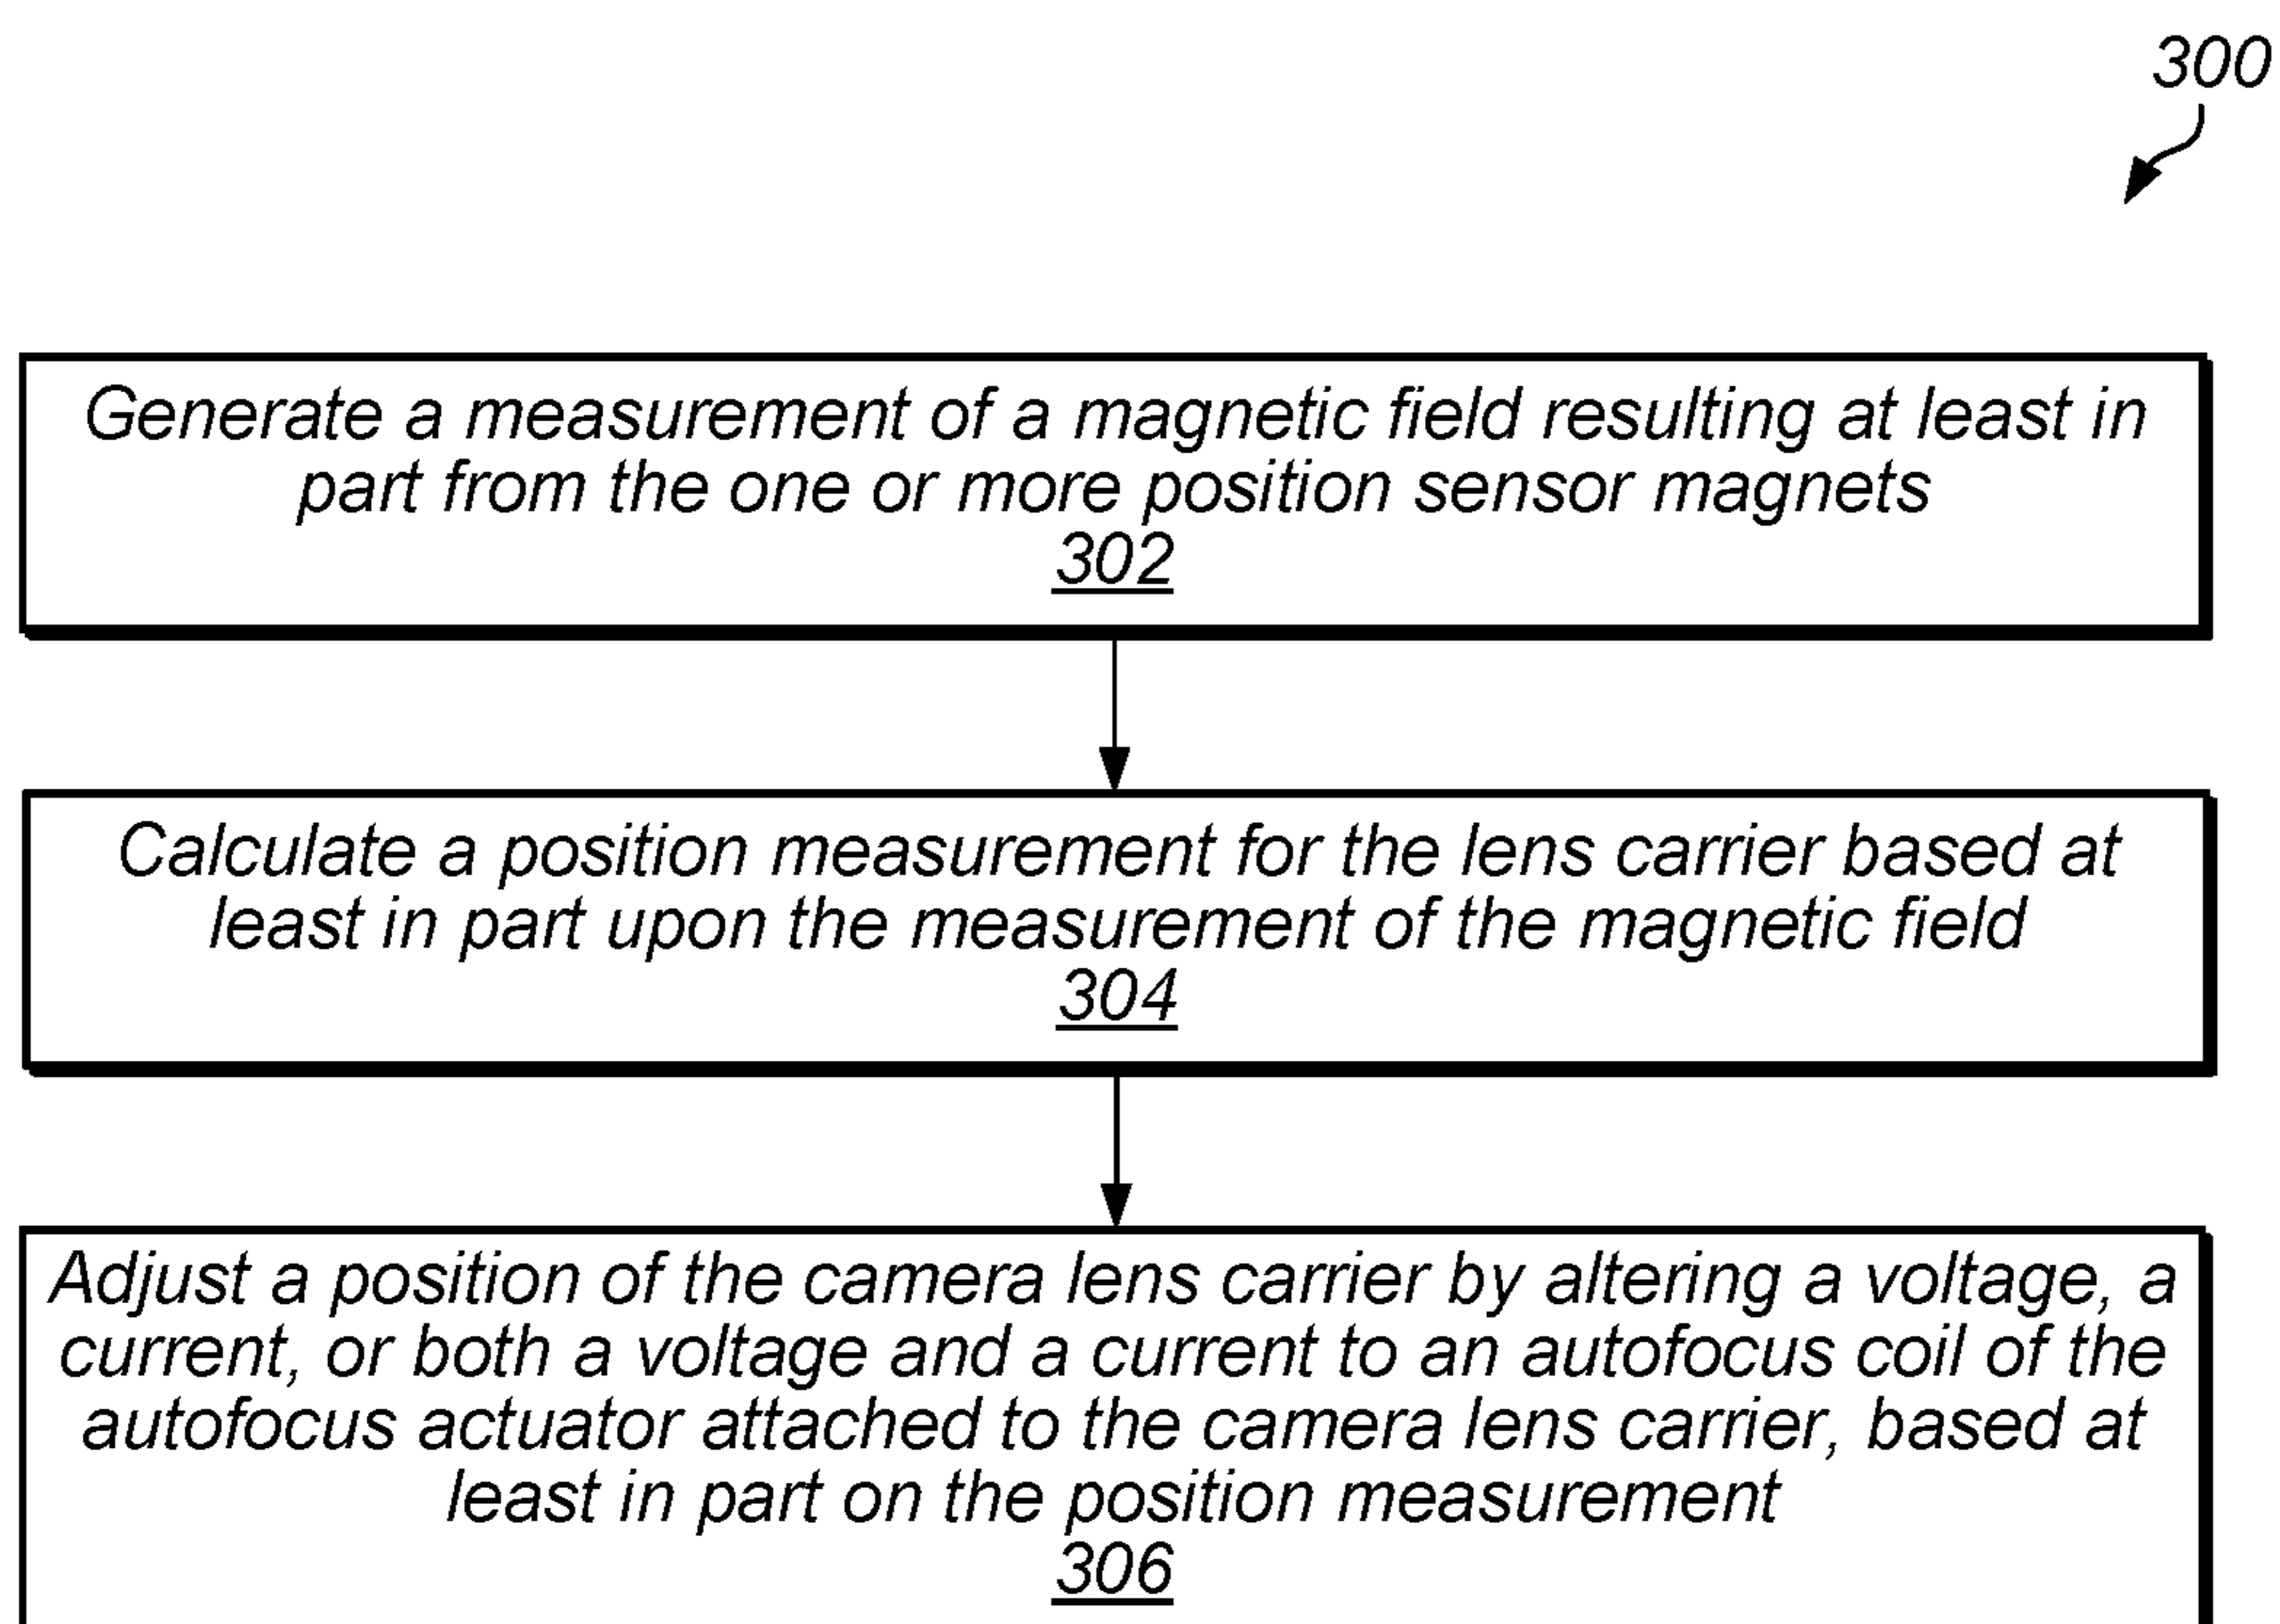 300
Generate a measurement of a magnetic field resulting at least in
part from the one or more position sensor magnets
302
Calculate a position measurement for the lens carrier based at
least in part upon the measurement of the magnetic field
304
Adjust a position of the camera lens carrier by altering a voltage, a
current, or both a voltage and a current to an autofocus coil of the
autofocus actuator attached to the camera lens carrier, based at
least in part on the position measurement
306